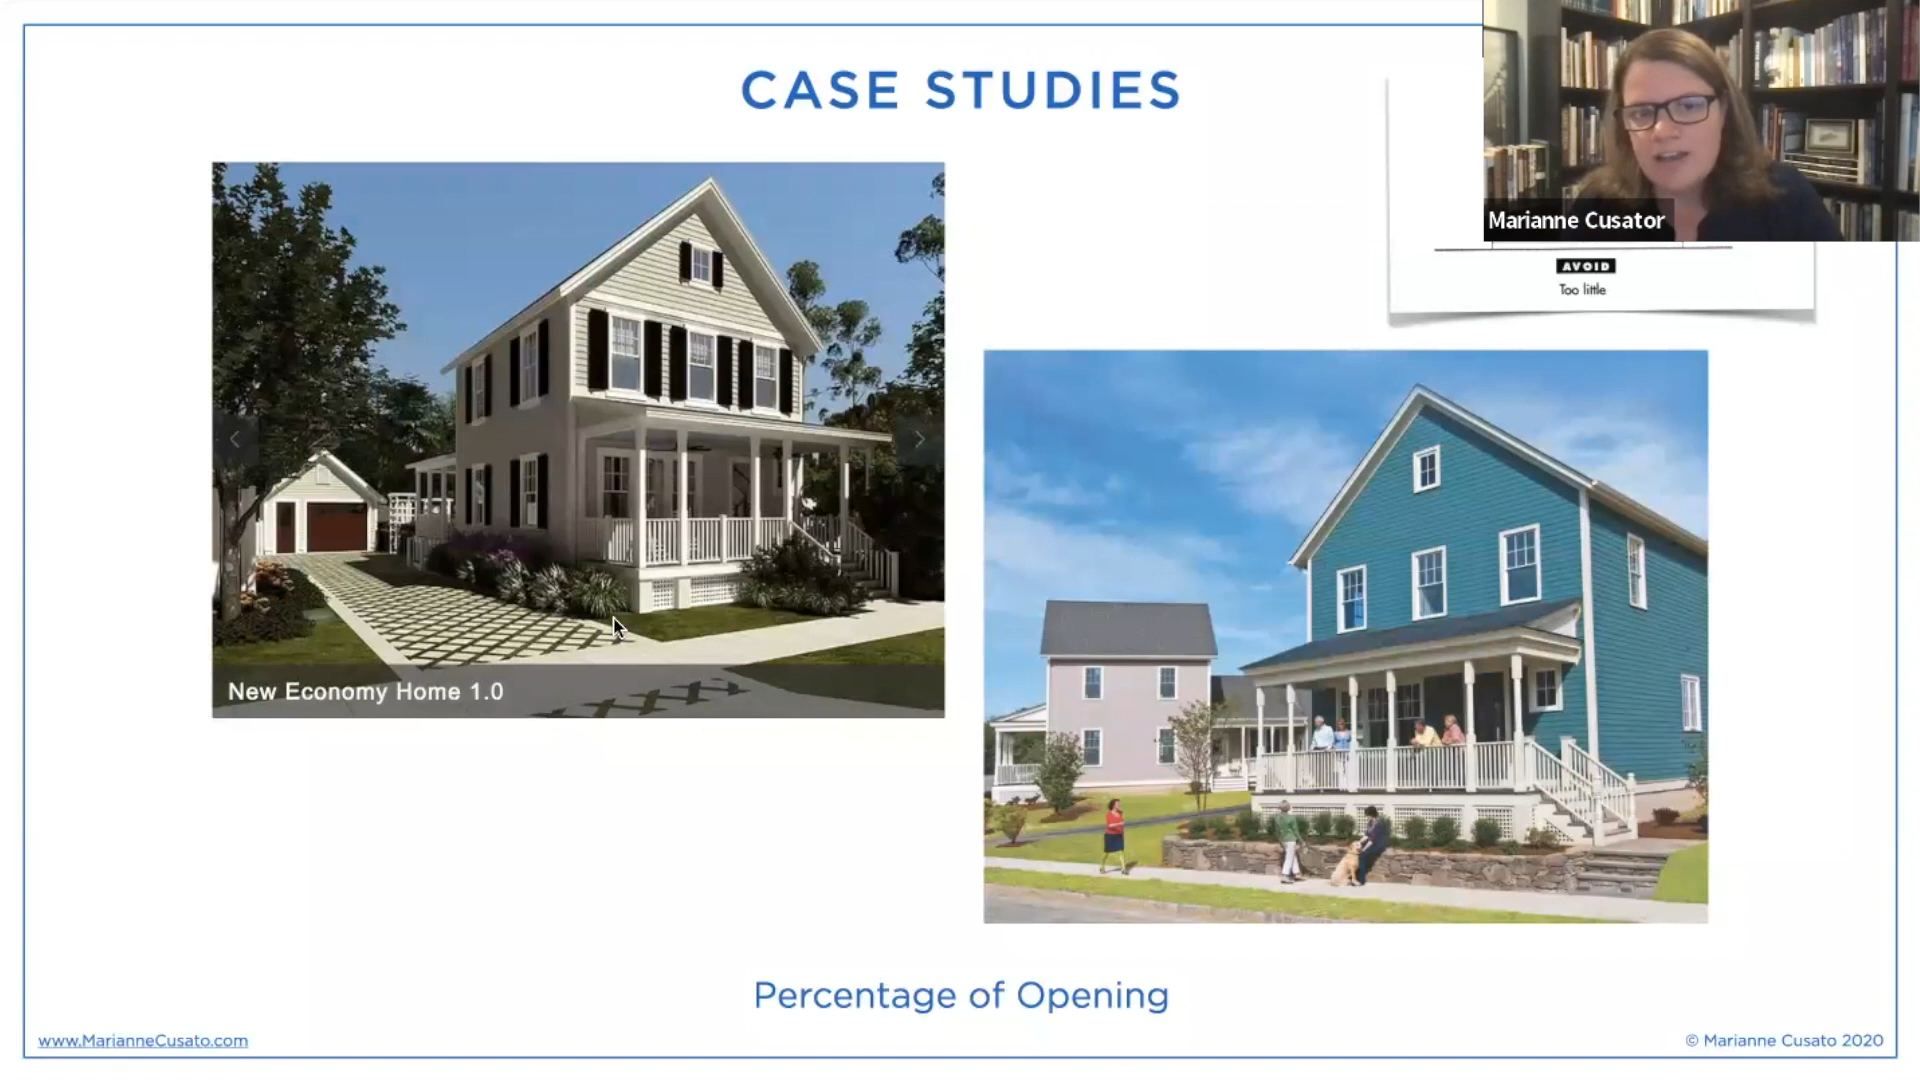 CASE STUDIES
Marianne Cusator
AVOID
Too little
New Economy Home 1.0
Percentage of Opening
www.MarianneCusato.com
© Marianne Cusato 2020